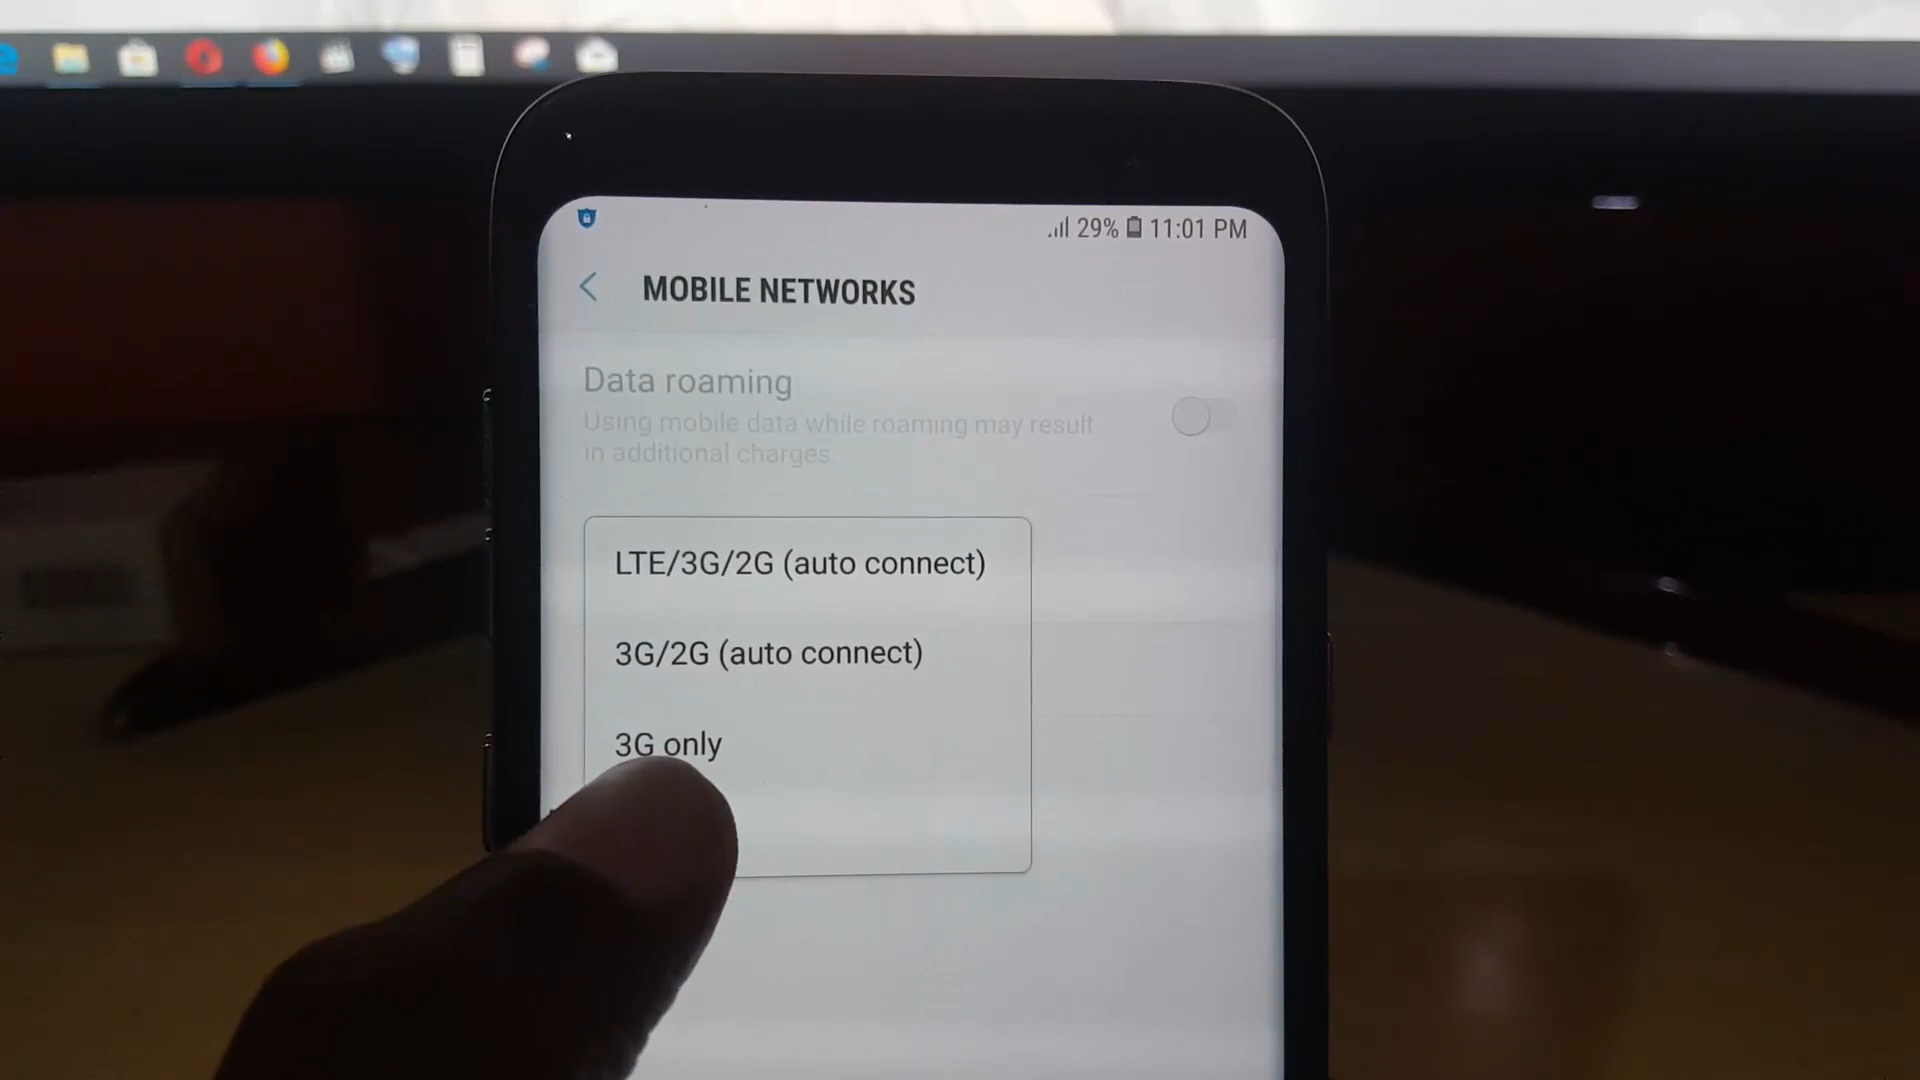 29% 11:01 PM
MOBILE NETWORKS
Data roaming
Using mobile data while roaming may result
in additional charges
LTE/3G/2G (auto connect)
3G/2G (auto connect)
3G only